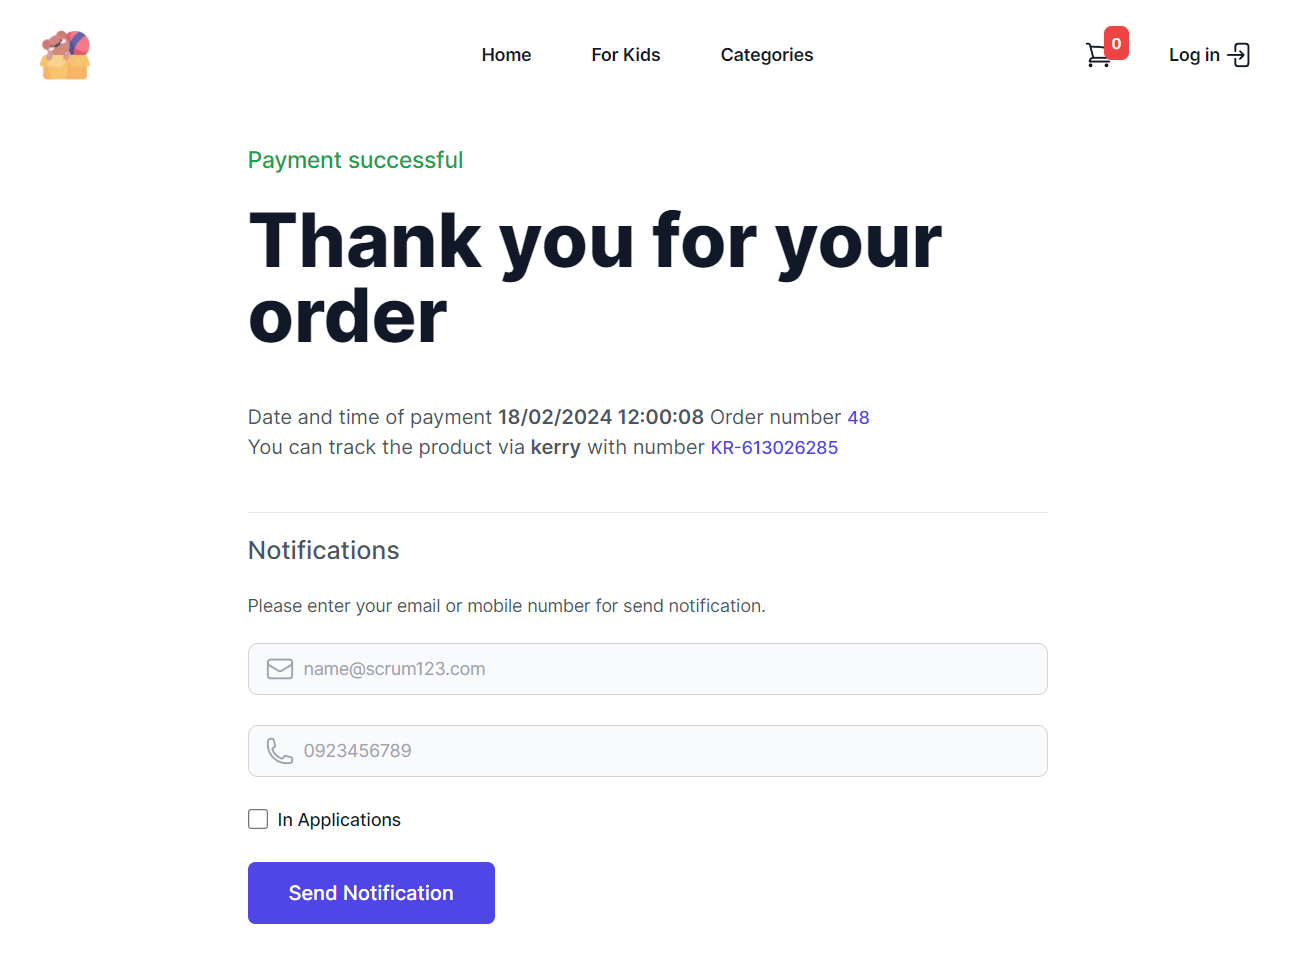 Home
For Kids
Categories
0
Log in
Payment successful
Thank you for your
order
Date and time of payment 18/02/2024 12:00:08 Order number 48
You can track the product via kerry with number KR-613026285
Notifications
Please enter your email or mobile number for send notification.
name@scrum123.com
0923456789
In Applications
Send Notification